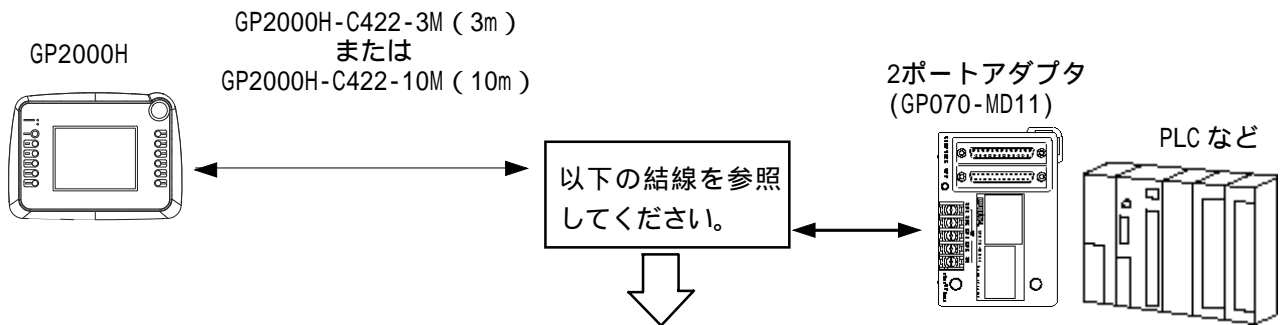 GP2000H
GP2000H-C422-3M（3m）
または
GP2000H-C422-10M（10m）
以下の結線を参照
してください。
2ポートアダプタ
(GP070-MD11)
PLC など